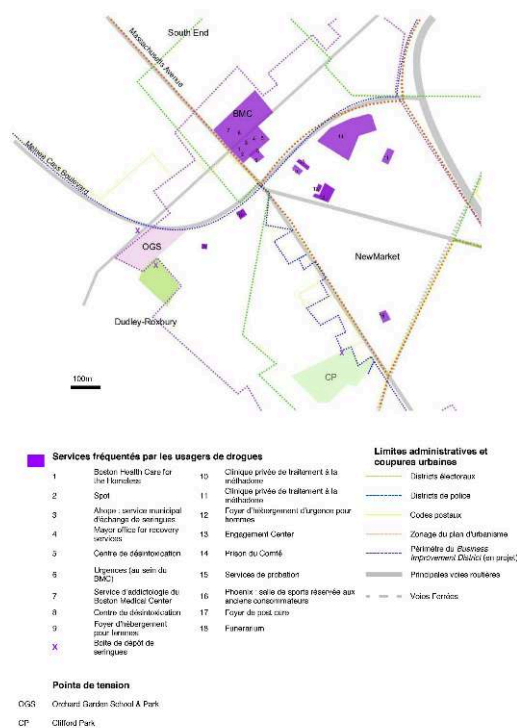 South End
Massachusetts Avenue
BMC
Melnea Cass Boulevard
OGS
X
X
NewMarket
Dudley-Roxbury
X
CP
100m
Services fréquentés par les usagers de drogues
1 Boston Health Care for the Homeless
2 Spot
3 Ahope : service municipal d'échange de seringues
4 Mayor office for recovery services
5 Centre de désintoxication
6 Urgences (au sein du BMC)
7 Service d'addictologie du Boston Medical Center
8 Centre de désintoxication
9 Foyer d'hébergement pour femmes
X Boîte de dépôt de seringues
10 Clinique privée de traitement à la méthadone
11 Clinique privée de traitement à la méthadone
12 Foyer d'hébergement d'urgence pour hommes
13 Engagement Center
14 Prison du Comté
15 Services de probation
16 Phoenix : salle de sports réservée aux anciens consommateurs
17 Foyer de post cure
18 Funerarium
Limites administratives et coupures urbaines
Districts électoraux
Districts de police
Codes postaux
Zonage du plan d'urbanisme
Périmètre du Business Improvement District (en projet)
Principales voies routières
Voies Ferrées
Points de tension
OGS Orchard Garden School & Park
CP Clifford Park